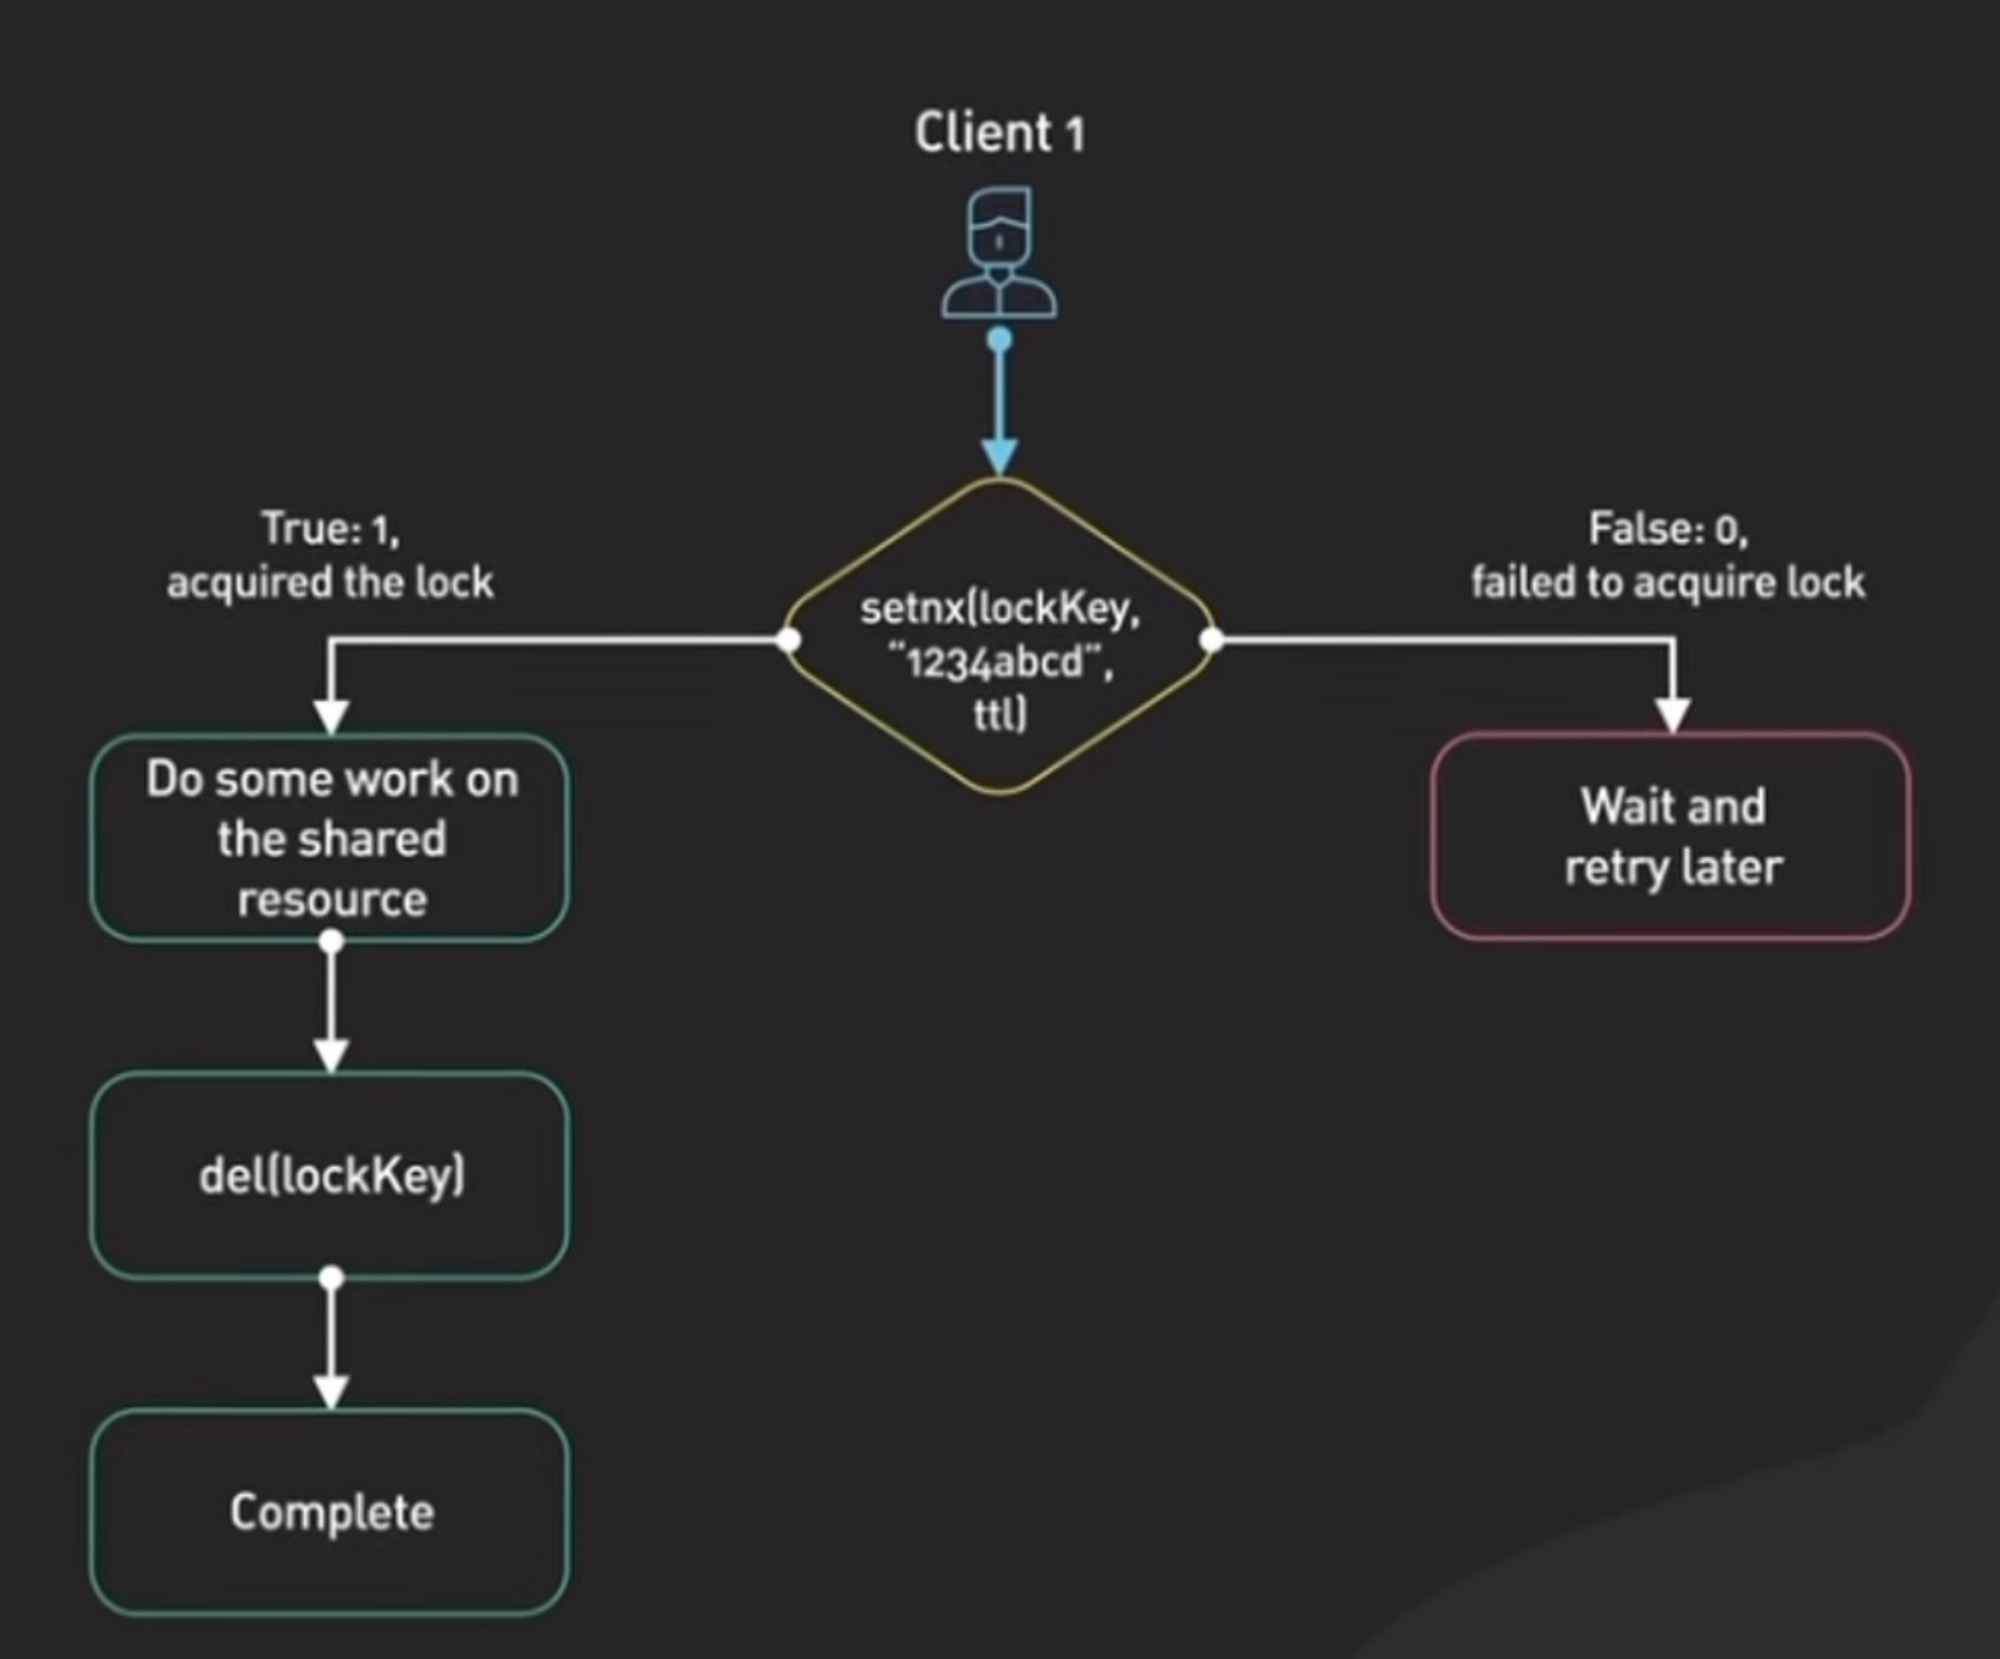 Client 1
True: 1,
acquired the lock
False: 0,
failed to acquire lock
setnx(lockKey,
“1234abcd”,
ttl)
Do some work on
the shared
resource
Wait and
retry later
del(lockKey)
Complete